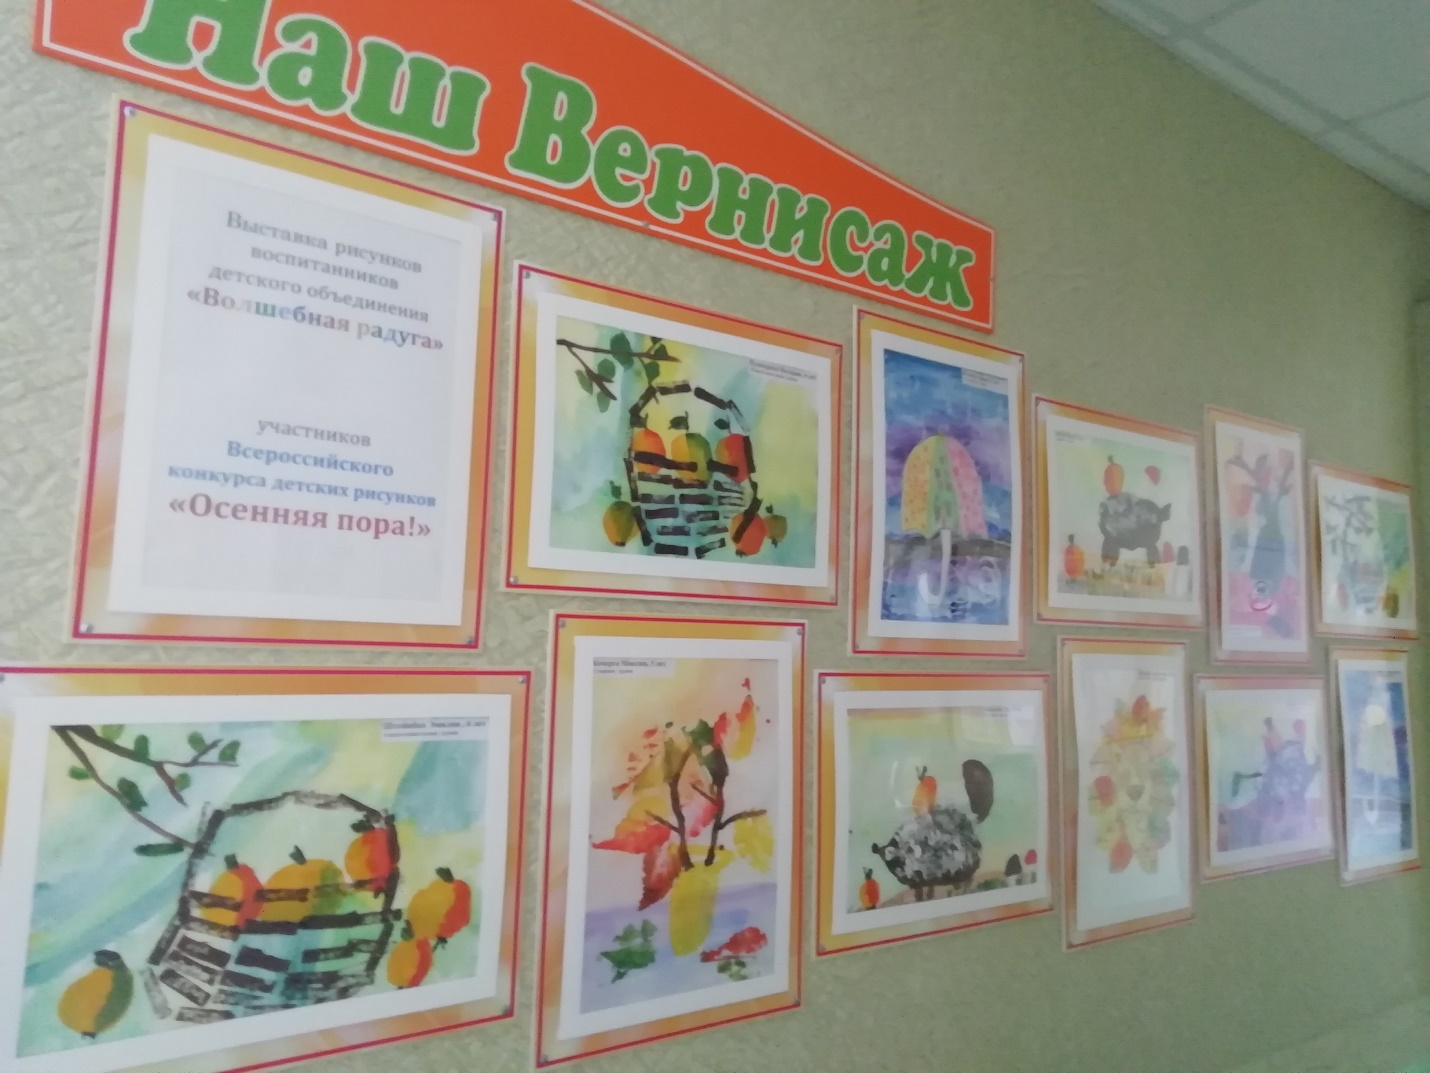 Наш Вернисаж
Выставка рисунков
воспитанников
детского объединения
«Волшебная радуга»
участников
Всероссийского
конкурса детских рисунков
«Осенняя пора!»